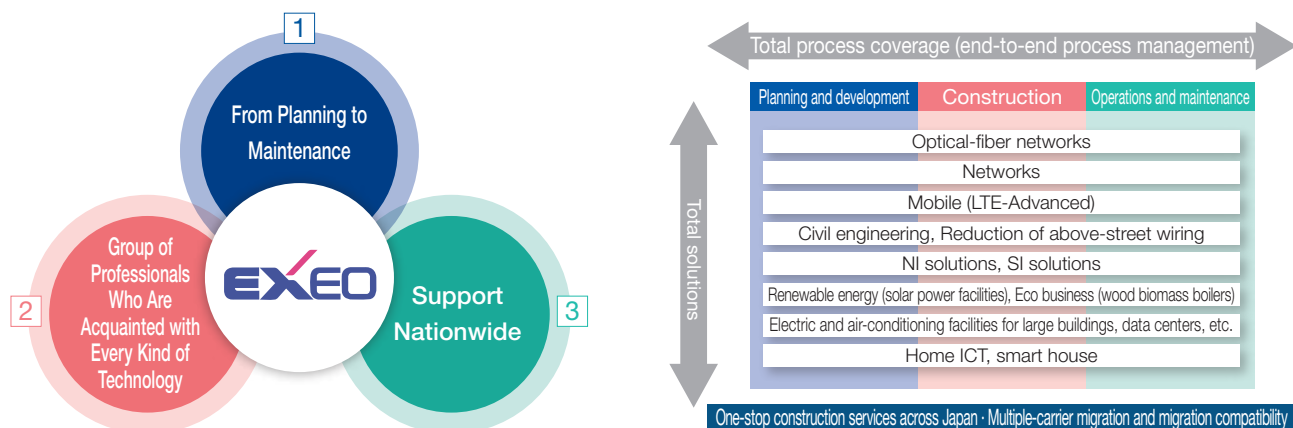 1
From Planning to
Maintenance
2
Group of
Professionals
Who Are
Acquainted with
Every Kind of
Technology
EXEO
Support
Nationwide
3
Total process coverage (end-to-end process management)
Total solutions
Planning and development
Construction
Operations and maintenance
Optical-fiber networks
Networks
Mobile (LTE-Advanced)
Civil engineering, Reduction of above-street wiring
NI solutions, SI solutions
Renewable energy (solar power facilities), Eco business (wood biomass boilers)
Electric and air-conditioning facilities for large buildings, data centers, etc.
Home ICT, smart house
One-stop construction services across Japan · Multiple-carrier migration and migration compatibility